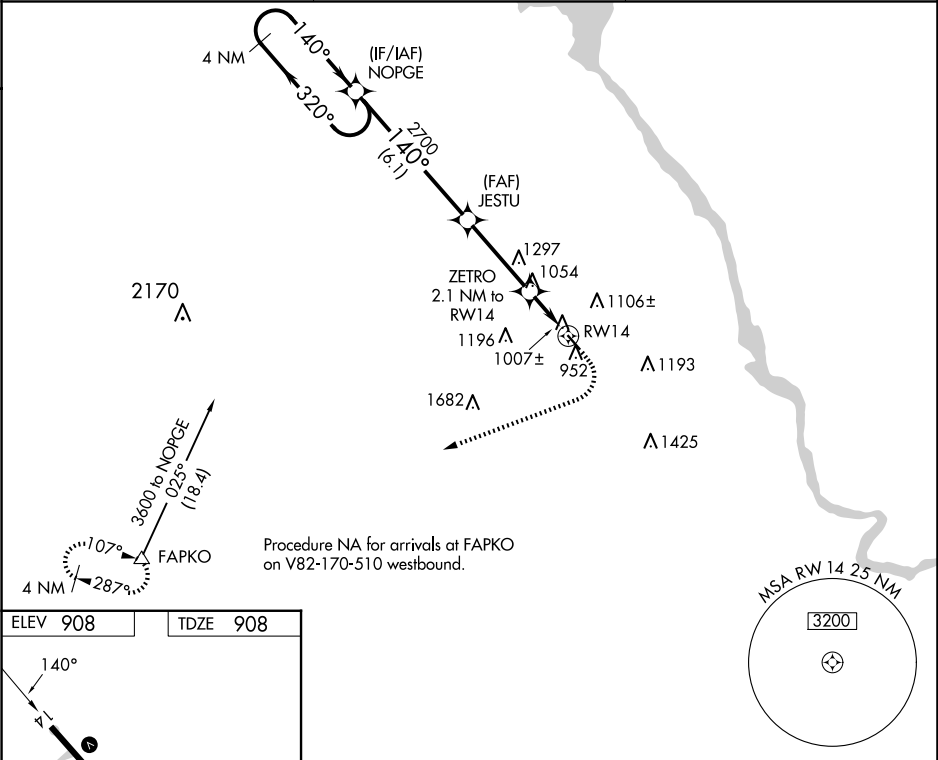 140°
4 NM
320°
(IF/IAF)
NOPGE
2700
140°
(6.1)
(FAF)
JESTU
1297
1054
ZETRO
2.1 NM to
RW14
1106±
RW14
1196
1007±
952
1193
2170
1682
1425
3600 to NOPGE
025°
(18.4)
107°
FAPKO
4 NM
287°
Procedure NA for arrivals at FAPKO
on V82-170-510 westbound.
MSA RW 14 25 NM
3200
ELEV 908
TDZE 908
140°
14
V